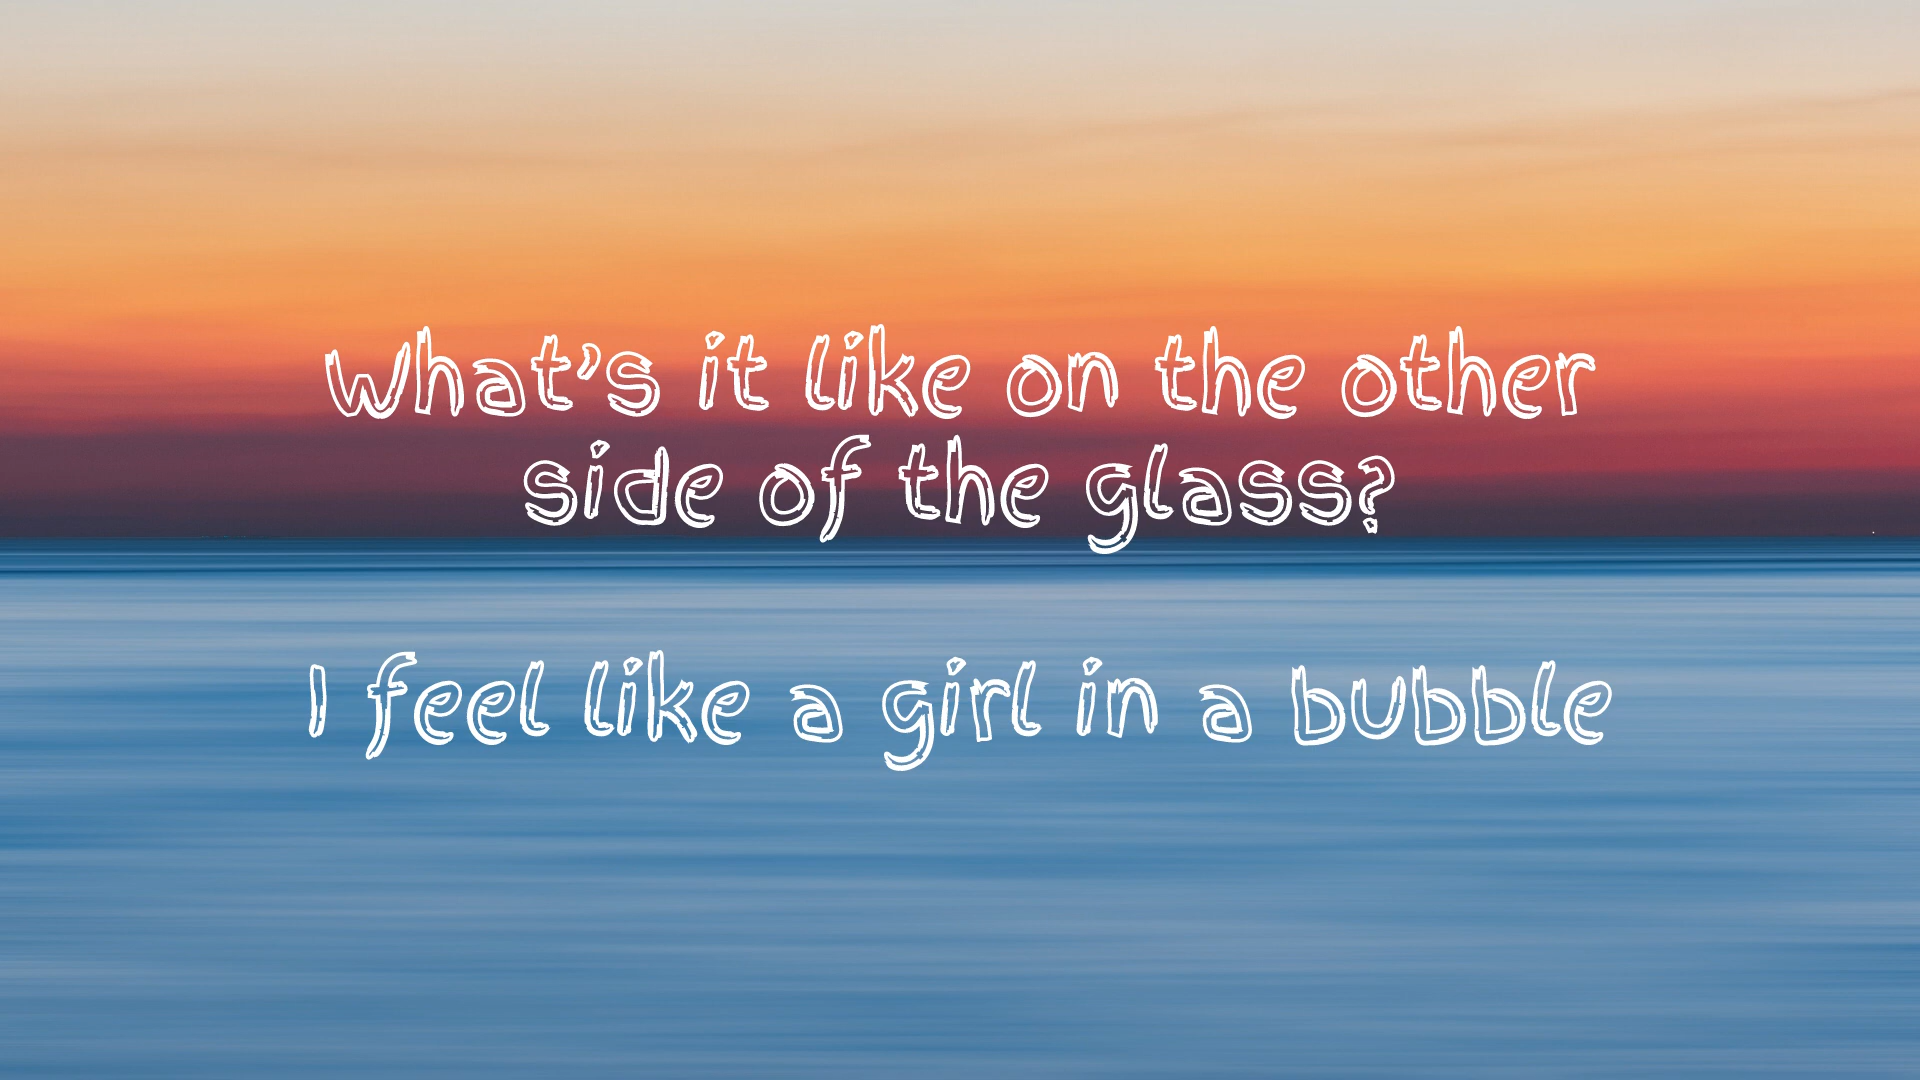 What’s it like on the other
side of the glass?
I feel like a girl in a bubble